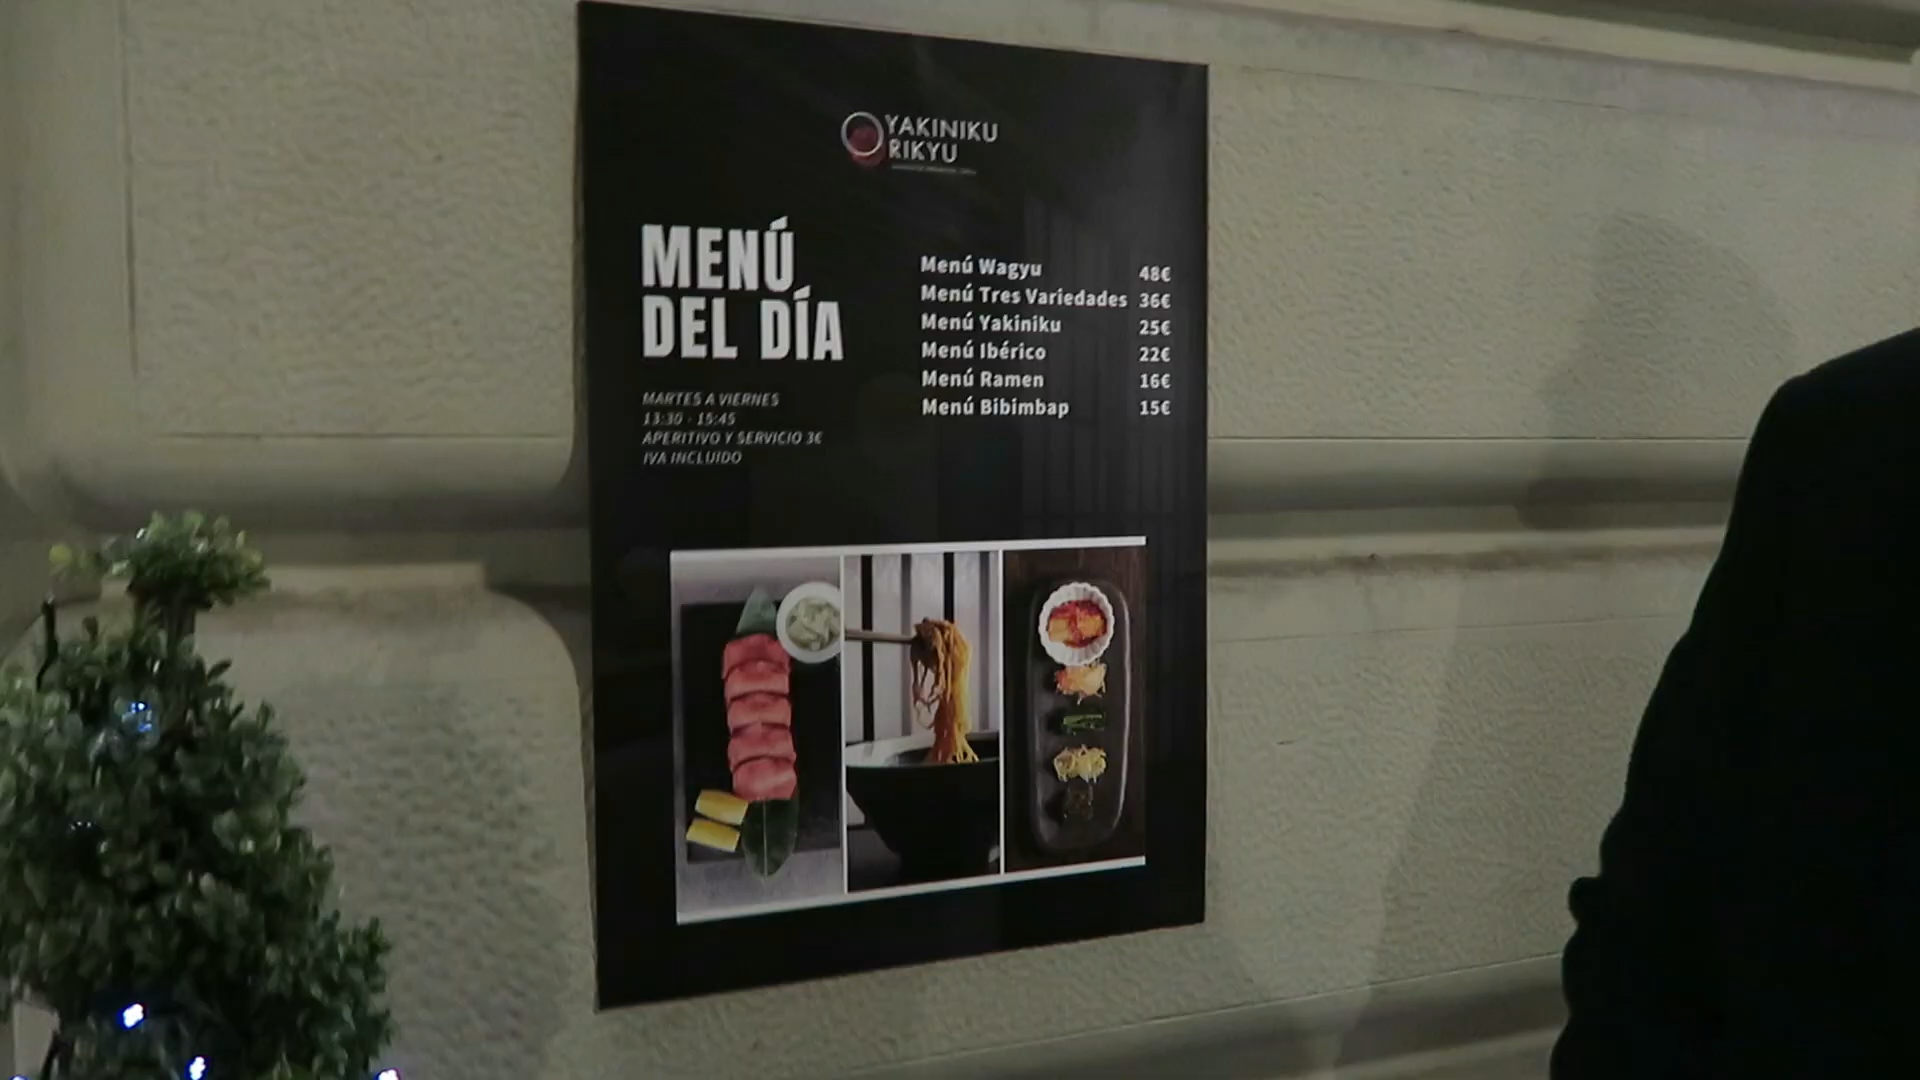 YAKINIKU
RIKYU
MENÚ
DEL DÍA
MARTES A VIERNES
13:30 - 15:45
APERITIVO Y SERVICIO 3€
IVA INCLUIDO
Menú Wagyu 48€
Menú Tres Variedades 36€
Menú Yakiniku 25€
Menú Ibérico 22€
Menú Ramen 16€
Menú Bibimbap 15€